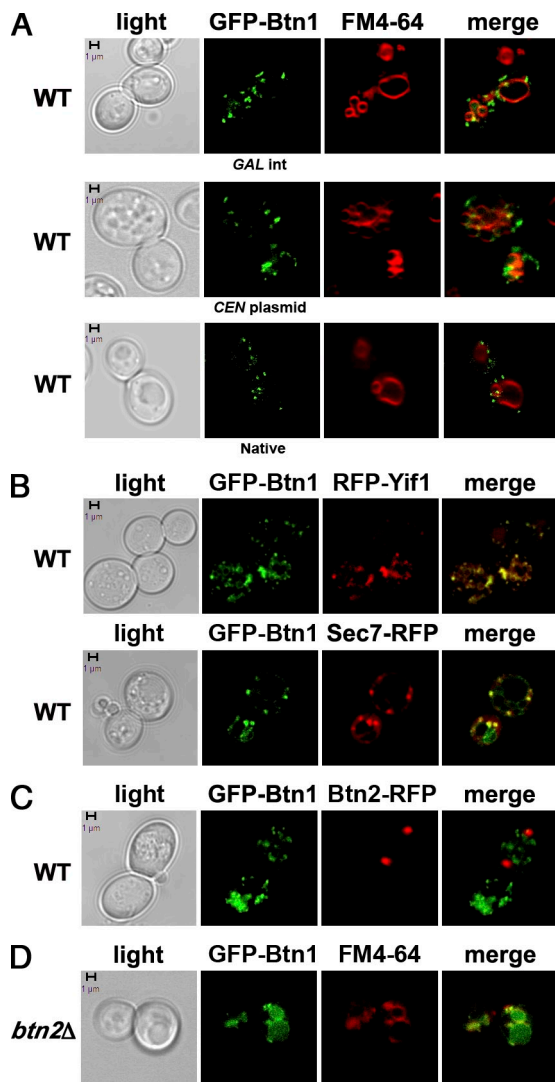 A
light GFP-Btn1 FM4-64 merge
WT
1 µm
GAL int
WT
1 µm
CEN plasmid
WT
1 µm
Native
B
light GFP-Btn1 RFP-Yif1 merge
WT
1 µm
light GFP-Btn1 Sec7-RFP merge
WT
1 µm
C
light GFP-Btn1 Btn2-RFP merge
WT
1 µm
D
light GFP-Btn1 FM4-64 merge
btn2Δ
1 µm